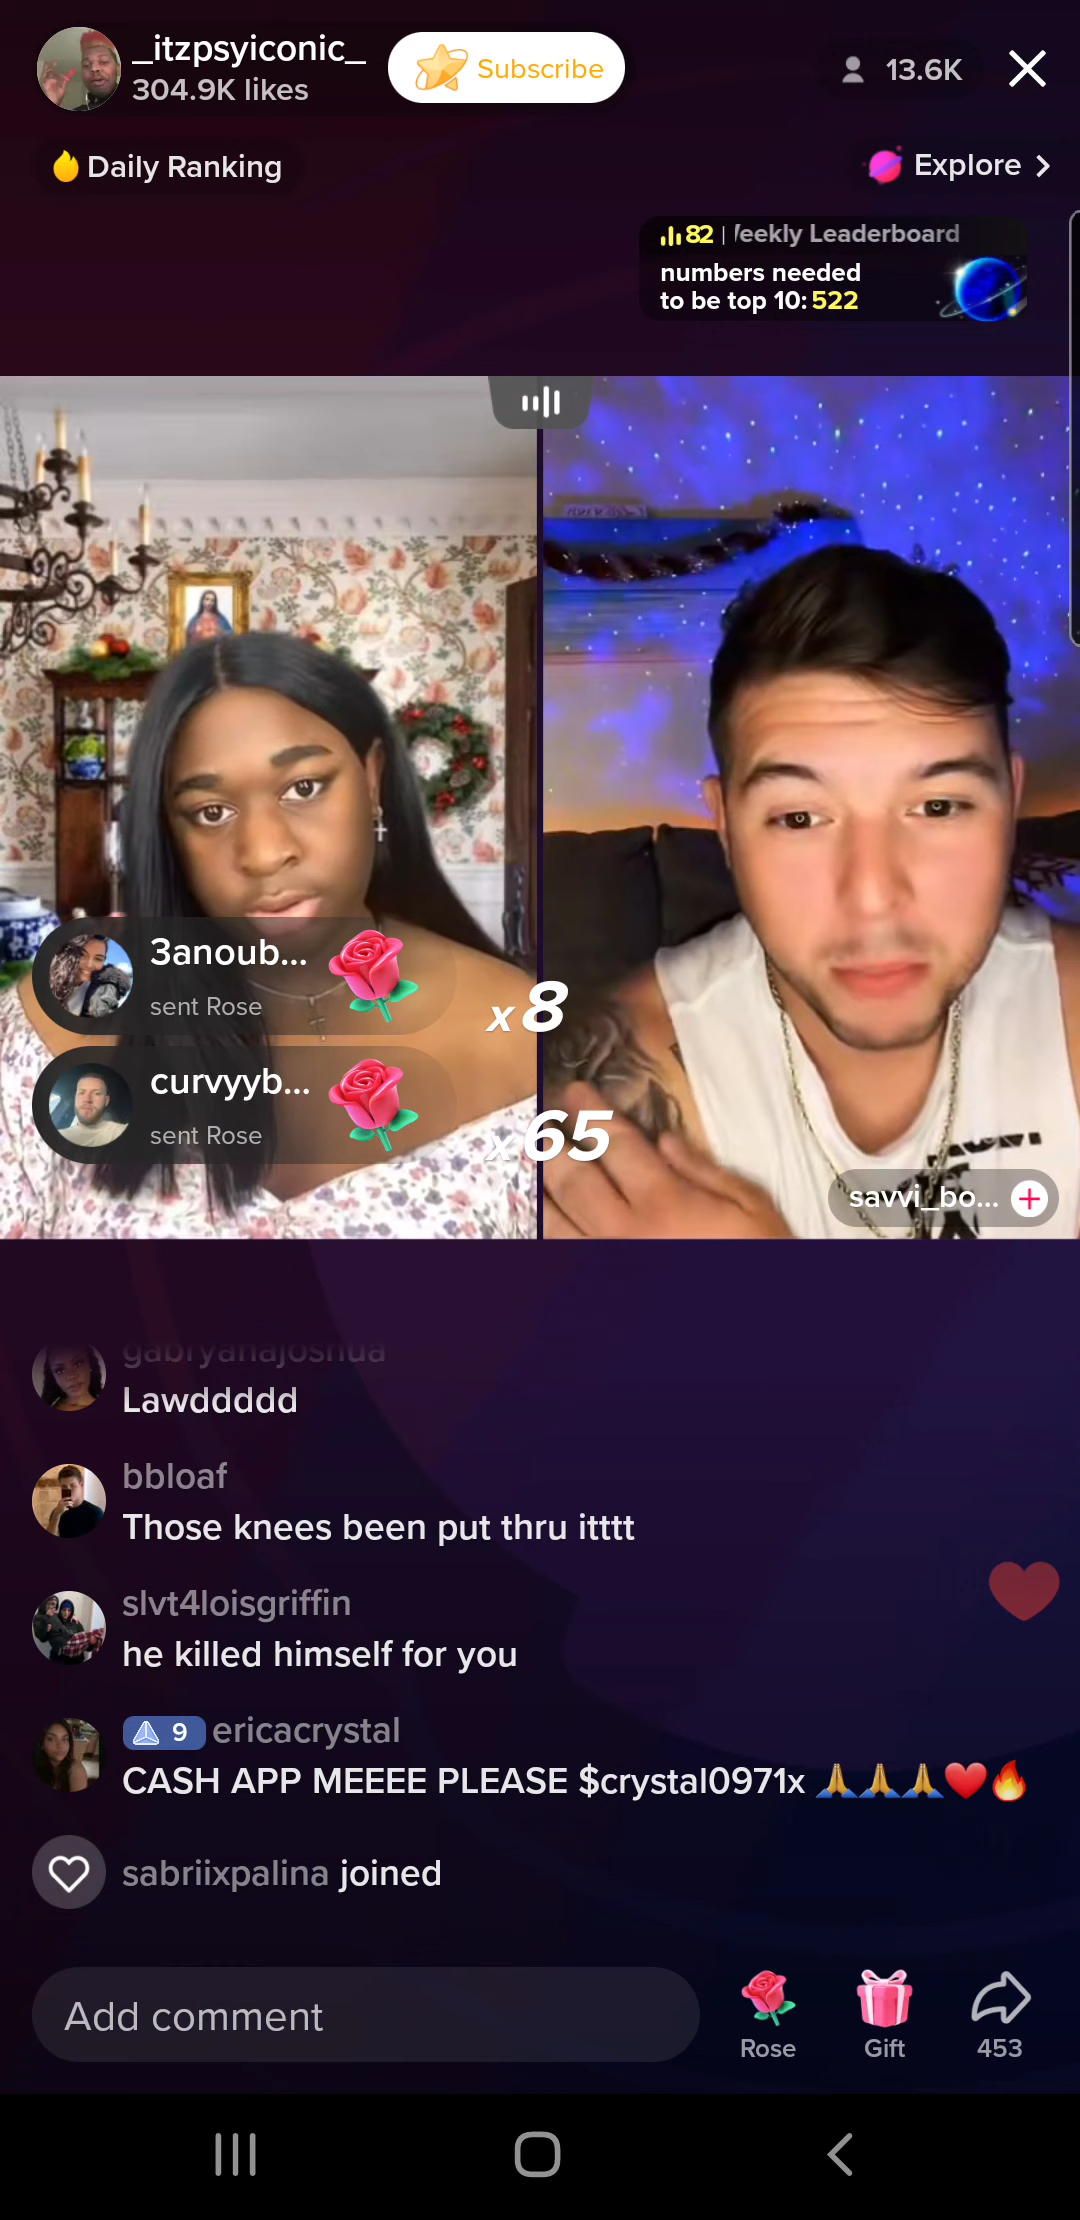 _itzpsyiconic_
304.9K likes
Subscribe
13.6K
Daily Ranking
Explore
82 | Weekly Leaderboard
numbers needed
to be top 10: 522
3anoub...
sent Rose
x8
curvyyb...
sent Rose
x65
savvi_bo...
gabryanajoshua
Lawddddd
bbloaf
Those knees been put thru itttt
slvt4loisgriffin
he killed himself for you
9 ericacrystal
CASH APP MEEEE PLEASE $crystal0971x 🙏🙏🙏❤️🔥
sabriixpalina joined
Add comment
Rose
Gift
453